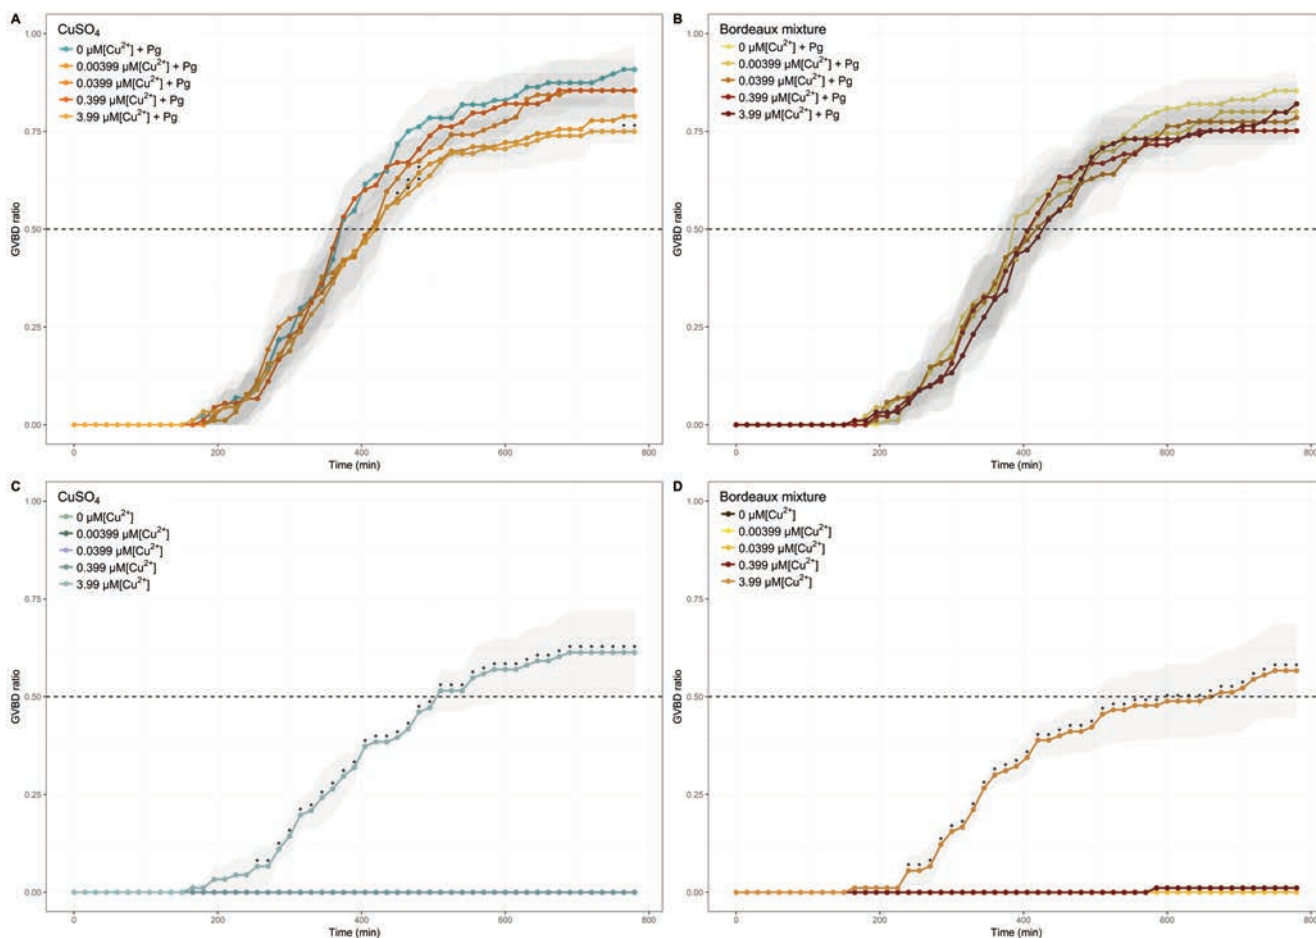 A
CuSO4
0 µM[Cu2+] + Pg
0.00399 µM[Cu2+] + Pg
0.0399 µM[Cu2+] + Pg
0.399 µM[Cu2+] + Pg
3.99 µM[Cu2+] + Pg
GVBD ratio
1.00
0.75
0.50
0.25
0.00
0
200
400
600
800
Time (min)
B
Bordeaux mixture
0 µM[Cu2+] + Pg
0.00399 µM[Cu2+] + Pg
0.0399 µM[Cu2+] + Pg
0.399 µM[Cu2+] + Pg
3.99 µM[Cu2+] + Pg
GVBD ratio
1.00
0.75
0.50
0.25
0.00
0
200
400
600
800
Time (min)
C
CuSO4
0 µM[Cu2+]
0.00399 µM[Cu2+]
0.0399 µM[Cu2+]
0.399 µM[Cu2+]
3.99 µM[Cu2+]
GVBD ratio
1.00
0.75
0.50
0.25
0.00
0
200
400
600
800
Time (min)
D
Bordeaux mixture
0 µM[Cu2+]
0.00399 µM[Cu2+]
0.0399 µM[Cu2+]
0.399 µM[Cu2+]
3.99 µM[Cu2+]
GVBD ratio
1.00
0.75
0.50
0.25
0.00
0
200
400
600
800
Time (min)